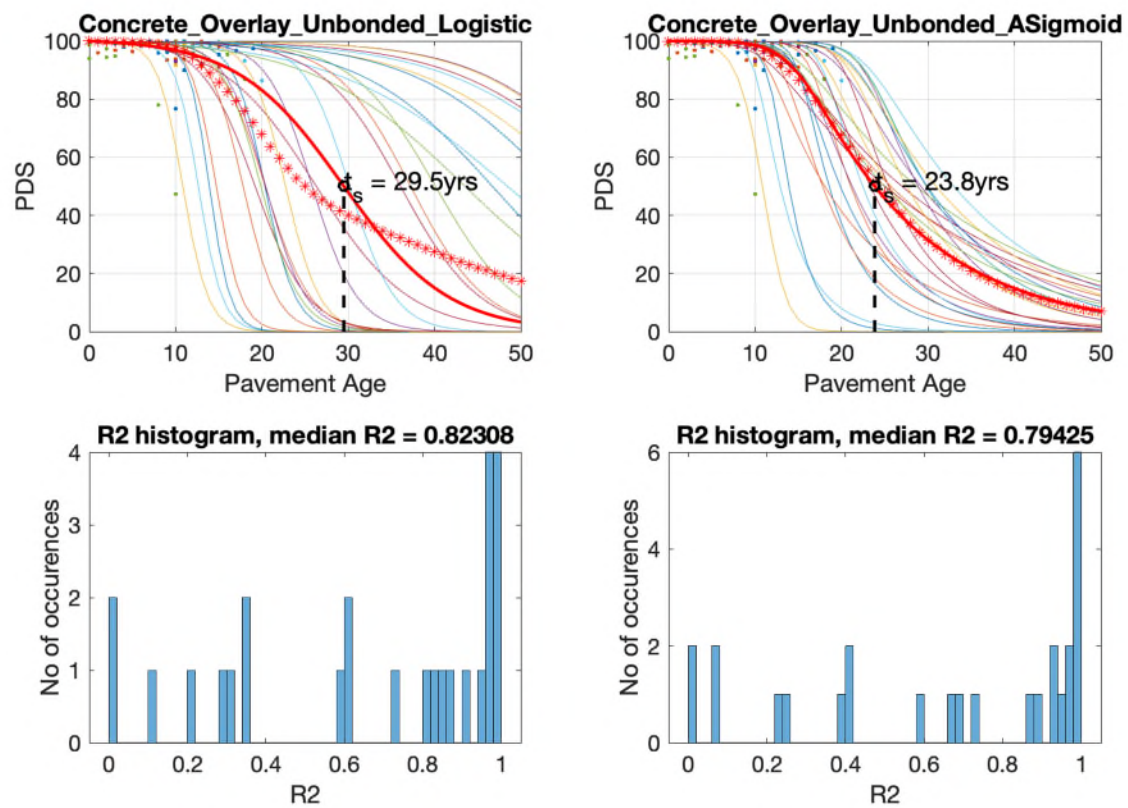 Concrete_Overlay_Unbonded_Logistic
100
80
60
40
20
0
PDS
t_s = 29.5yrs
0 10 20 30 40 50
Pavement Age
Concrete_Overlay_Unbonded_ASigmoid
100
80
60
40
20
0
PDS
t_s = 23.8yrs
0 10 20 30 40 50
Pavement Age
R2 histogram, median R2 = 0.82308
4
3
2
1
0
No of occurences
0 0.2 0.4 0.6 0.8 1
R2
R2 histogram, median R2 = 0.79425
6
4
2
0
No of occurences
0 0.2 0.4 0.6 0.8 1
R2